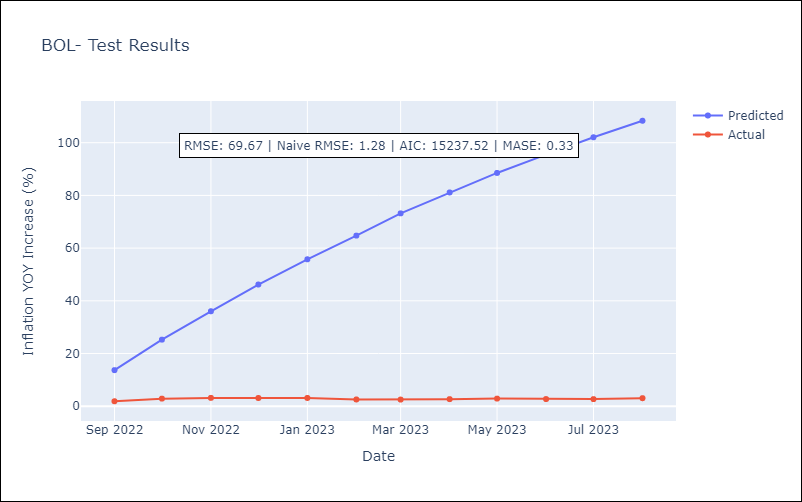 BOL- Test Results
Predicted
Actual
RMSE: 69.67 | Naive RMSE: 1.28 | AIC: 15237.52 | MASE: 0.33
Inflation YOY Increase (%)
100
80
60
40
20
0
Sep 2022 Nov 2022 Jan 2023 Mar 2023 May 2023 Jul 2023
Date